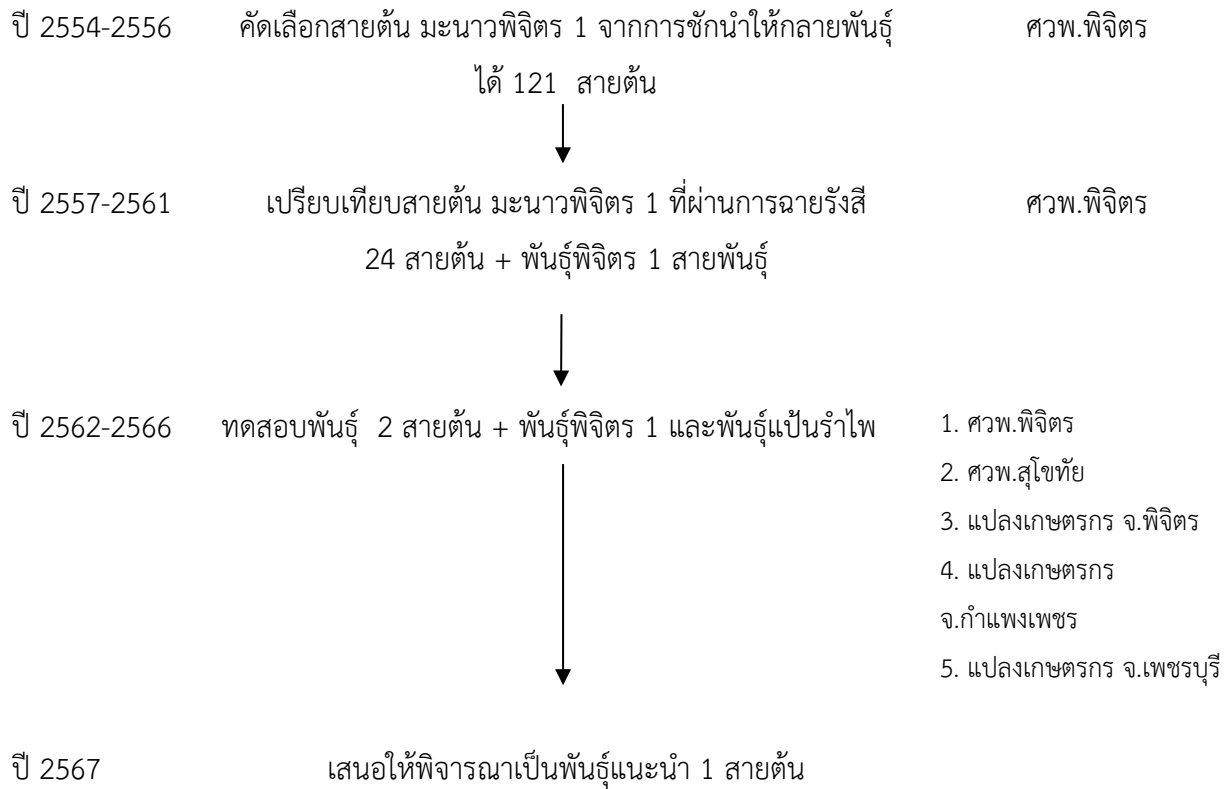 ปี 2554-2556 คัดเลือกสายต้น มะนาวพิจิตร 1 จากการชักนำให้กลายพันธุ์ ศวพ.พิจิตร
ได้ 121 สายต้น
ปี 2557-2561 เปรียบเทียบสายต้น มะนาวพิจิตร 1 ที่ผ่านการฉายรังสี ศวพ.พิจิตร
24 สายต้น + พันธุ์พิจิตร 1 สายพันธุ์
ปี 2562-2566 ทดสอบพันธุ์ 2 สายต้น + พันธุ์พิจิตร 1 และพันธุ์แป้นรำไพ 1. ศวพ.พิจิตร
2. ศวพ.สุโขทัย
3. แปลงเกษตรกร จ.พิจิตร
4. แปลงเกษตรกร
จ.กำแพงเพชร
5. แปลงเกษตรกร จ.เพชรบุรี
ปี 2567 เสนอให้พิจารณาเป็นพันธุ์แนะนำ 1 สายต้น